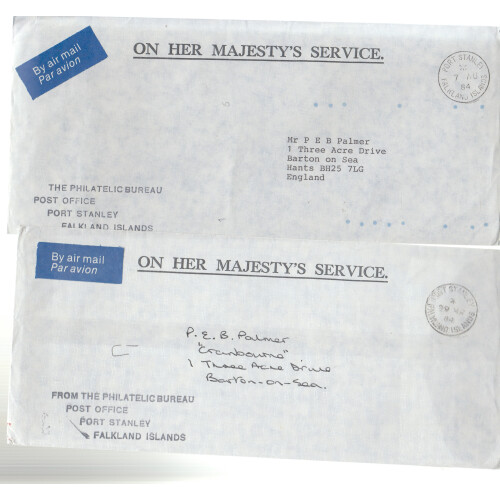 By air mail
Par avion
ON HER MAJESTY'S SERVICE.
PORT STANLEY
7 AU
84
FALKLAND ISLANDS
Mr P E B Palmer
1 Three Acre Drive
Barton on Sea
Hants BH25 7LG
England
THE PHILATELIC BUREAU
POST OFFICE
PORT STANLEY
FALKLAND ISLANDS
By air mail
Par avion
ON HER MAJESTY'S SERVICE.
PORT STANLEY
FALKLAND ISLANDS
P.E.B. Palmer
"Cranbourne"
1 Three Acre Drive
Barton-on-Sea.
FROM THE PHILATELIC BUREAU
POST OFFICE
PORT STANLEY
FALKLAND ISLANDS